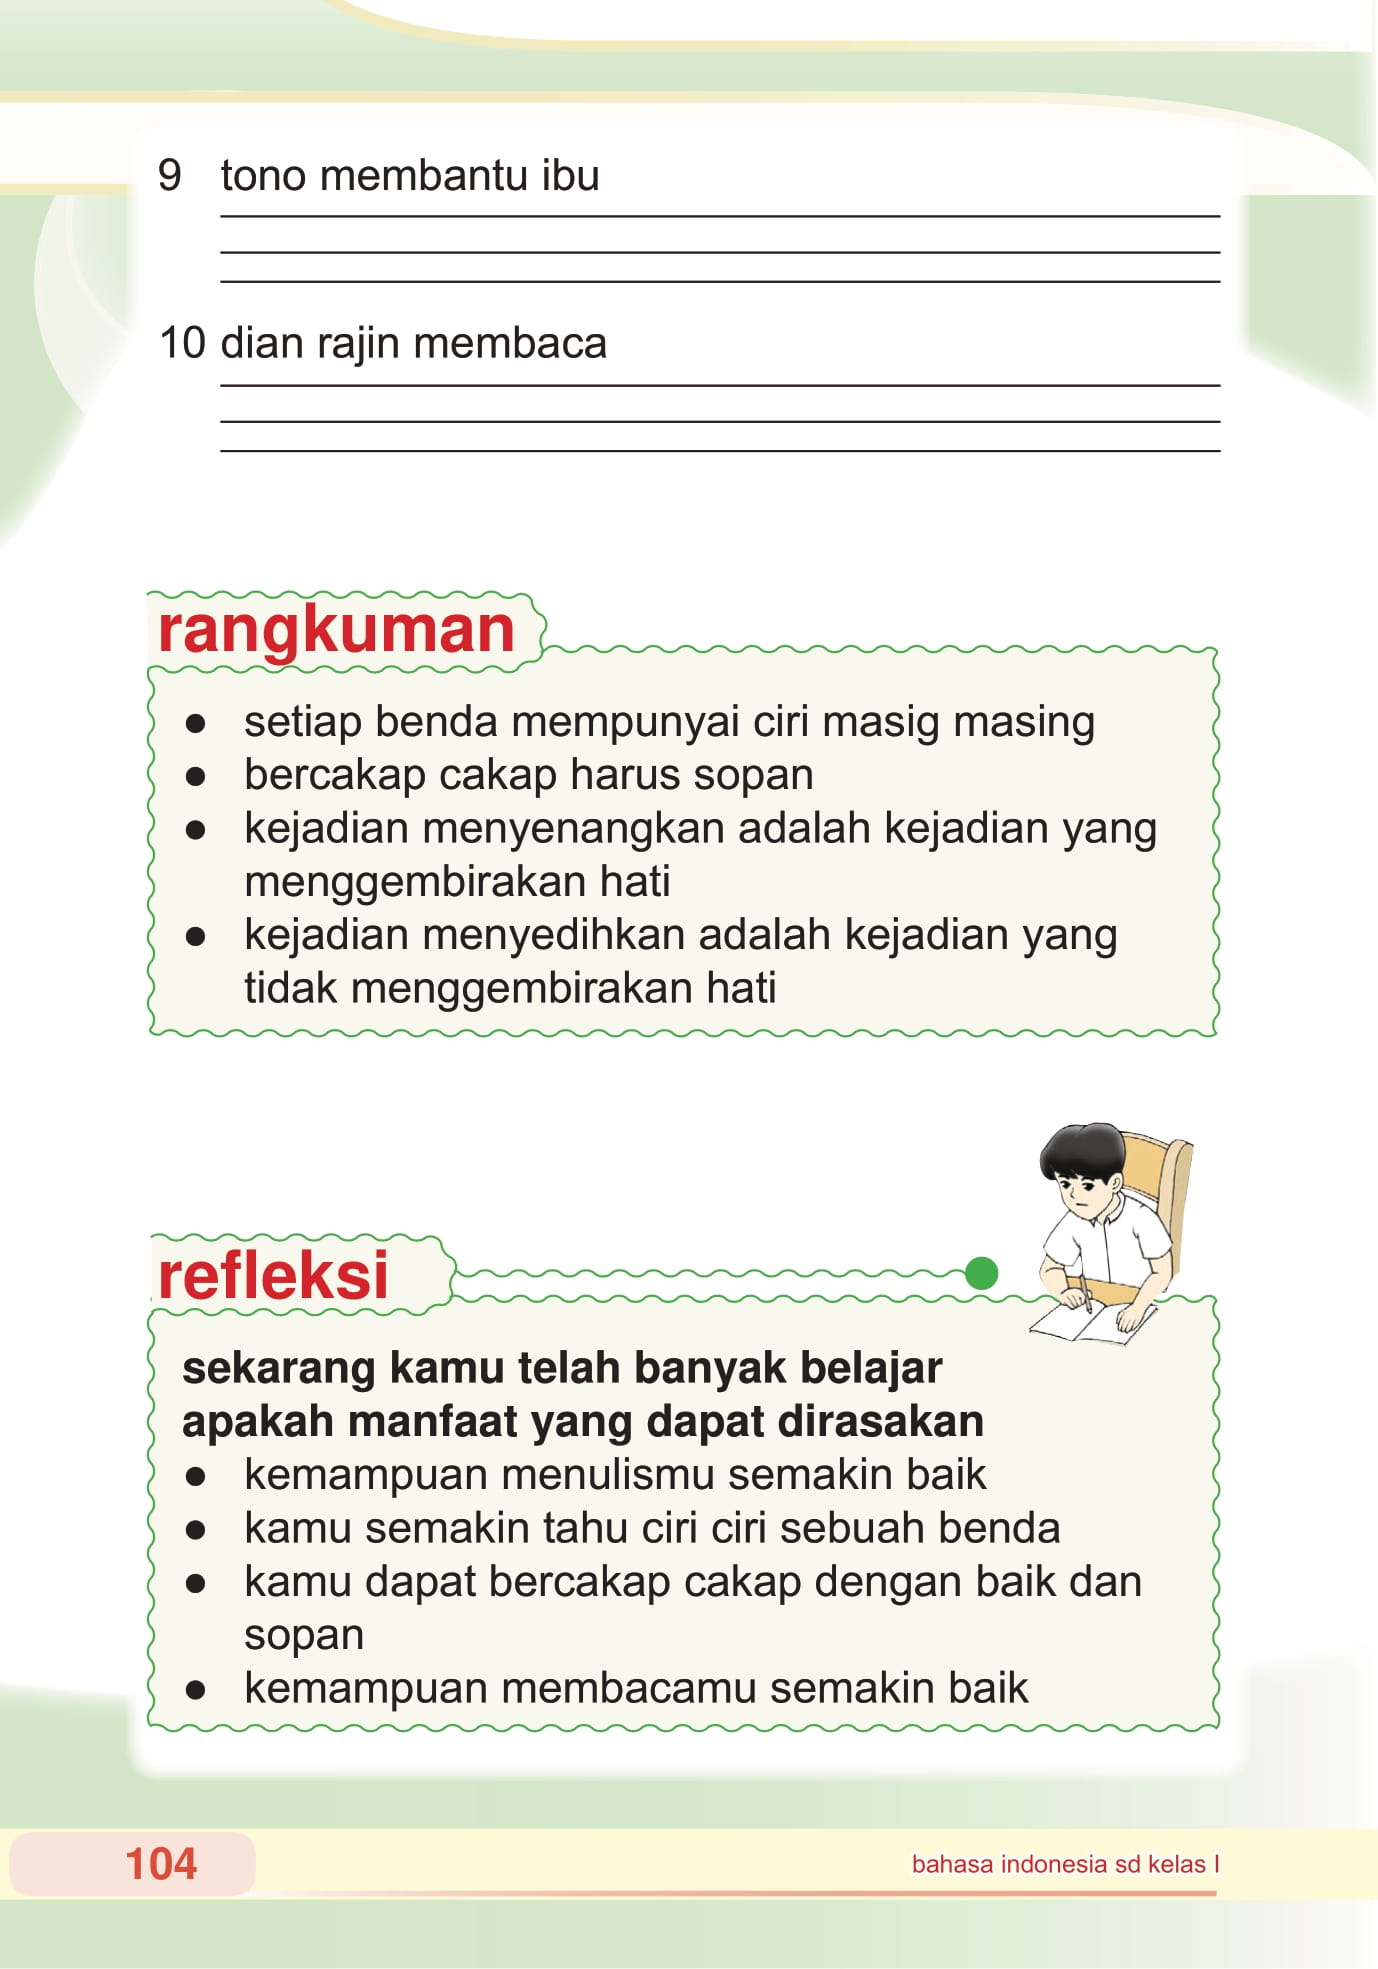 9 tono membantu ibu
10 dian rajin membaca
rangkuman
• setiap benda mempunyai ciri masig masing
• bercakap cakap harus sopan
• kejadian menyenangkan adalah kejadian yang
menggembirakan hati
• kejadian menyedihkan adalah kejadian yang
tidak menggembirakan hati
refleksi
sekarang kamu telah banyak belajar
apakah manfaat yang dapat dirasakan
• kemampuan menulismu semakin baik
• kamu semakin tahu ciri ciri sebuah benda
• kamu dapat bercakap cakap dengan baik dan
sopan
• kemampuan membacamu semakin baik
104
bahasa indonesia sd kelas I